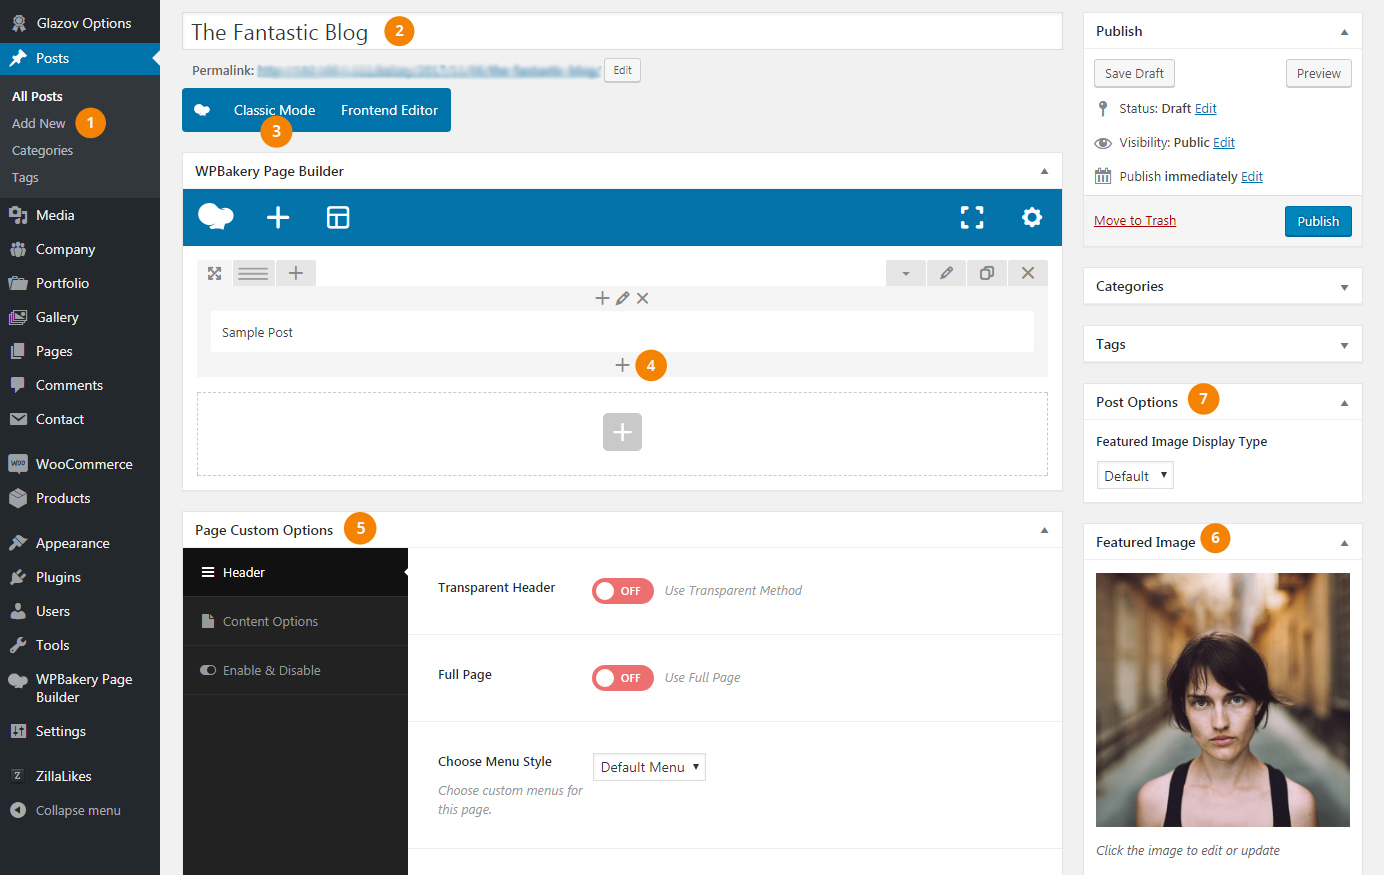 Glazov Options
Posts
All Posts
Add New 1
Categories
Tags
Media
Company
Portfolio
Gallery
Pages
Comments
Contact
WOO WooCommerce
Products
Appearance
Plugins
Users
Tools
WPBakery Page
Builder
Settings
Z ZillaLikes
Collapse menu
The Fantastic Blog 2
Permalink: Edit
Classic Mode Frontend Editor
3
WPBakery Page Builder
Sample Post
4
Page Custom Options 5
Header
Content Options
Enable & Disable
Transparent Header OFF Use Transparent Method
Full Page OFF Use Full Page
Choose Menu Style Default Menu
Choose custom menus for
this page.
Publish
Save Draft Preview
Status: Draft Edit
Visibility: Public Edit
Publish immediately Edit
Move to Trash Publish
Categories
Tags
Post Options 7
Featured Image Display Type
Default
Featured Image 6
Click the image to edit or update